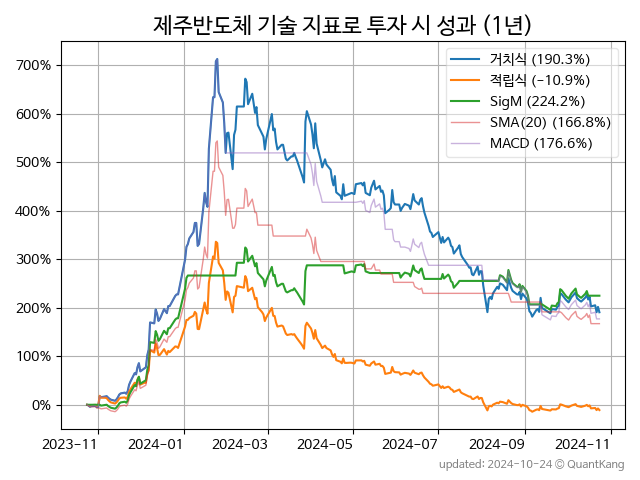 제주반도체 기술 지표로 투자 시 성과 (1년)
거치식 (190.3%)
적립식 (−10.9%)
SigM (224.2%)
SMA(20) (166.8%)
MACD (176.6%)
700%
600%
500%
400%
300%
200%
100%
0%
2023-11 2024-01 2024-03 2024-05 2024-07 2024-09 2024-11
updated: 2024-10-24 ⓒ QuantKang